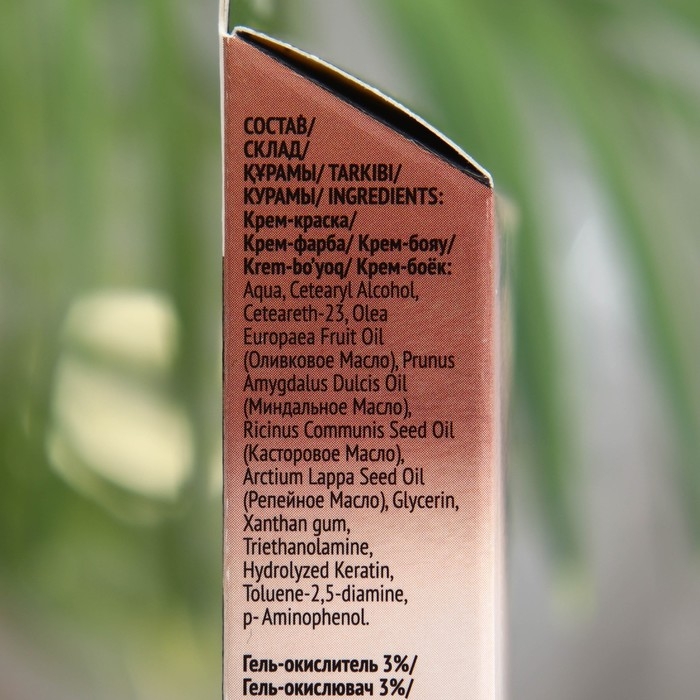 СОСТАВ/
СКЛАД/
ҚҰРАМЫ/ TARKIBI/
КУРАМЫ/ INGREDIENTS:
Крем-краска/
Крем-фарба/ Крем-бояу/
Krem-bo'yoq/ Крем-боёк:
Aqua, Cetearyl Alcohol,
Ceteareth-23, Olea
Europaea Fruit Oil
(Оливковое Масло), Prunus
Amygdalus Dulcis Oil
(Миндальное Масло),
Ricinus Communis Seed Oil
(Касторовое Масло),
Arctium Lappa Seed Oil
(Репейное Масло), Glycerin,
Xanthan gum,
Triethanolamine,
Hydrolyzed Keratin,
Toluene-2,5-diamine,
p- Aminophenol.
Гель-окислитель 3%/
Гель-окислювач 3%/